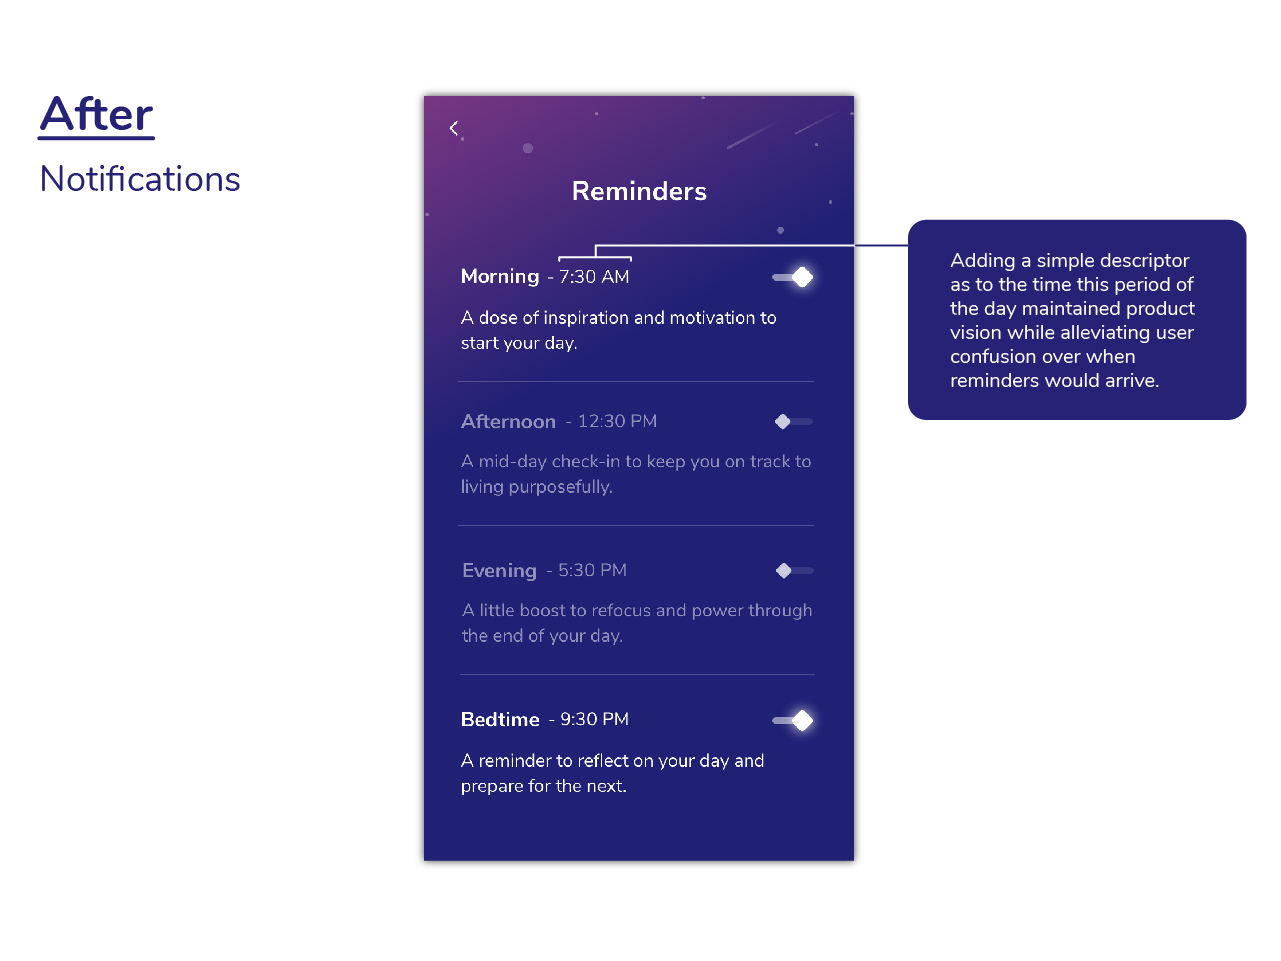 After
Notifications
Reminders
Morning - 7:30 AM
A dose of inspiration and motivation to
start your day.
Afternoon - 12:30 PM
A mid-day check-in to keep you on track to
living purposefully.
Evening - 5:30 PM
A little boost to refocus and power through
the end of your day.
Bedtime - 9:30 PM
A reminder to reflect on your day and
prepare for the next.
Adding a simple descriptor
as to the time this period of
the day maintained product
vision while alleviating user
confusion over when
reminders would arrive.